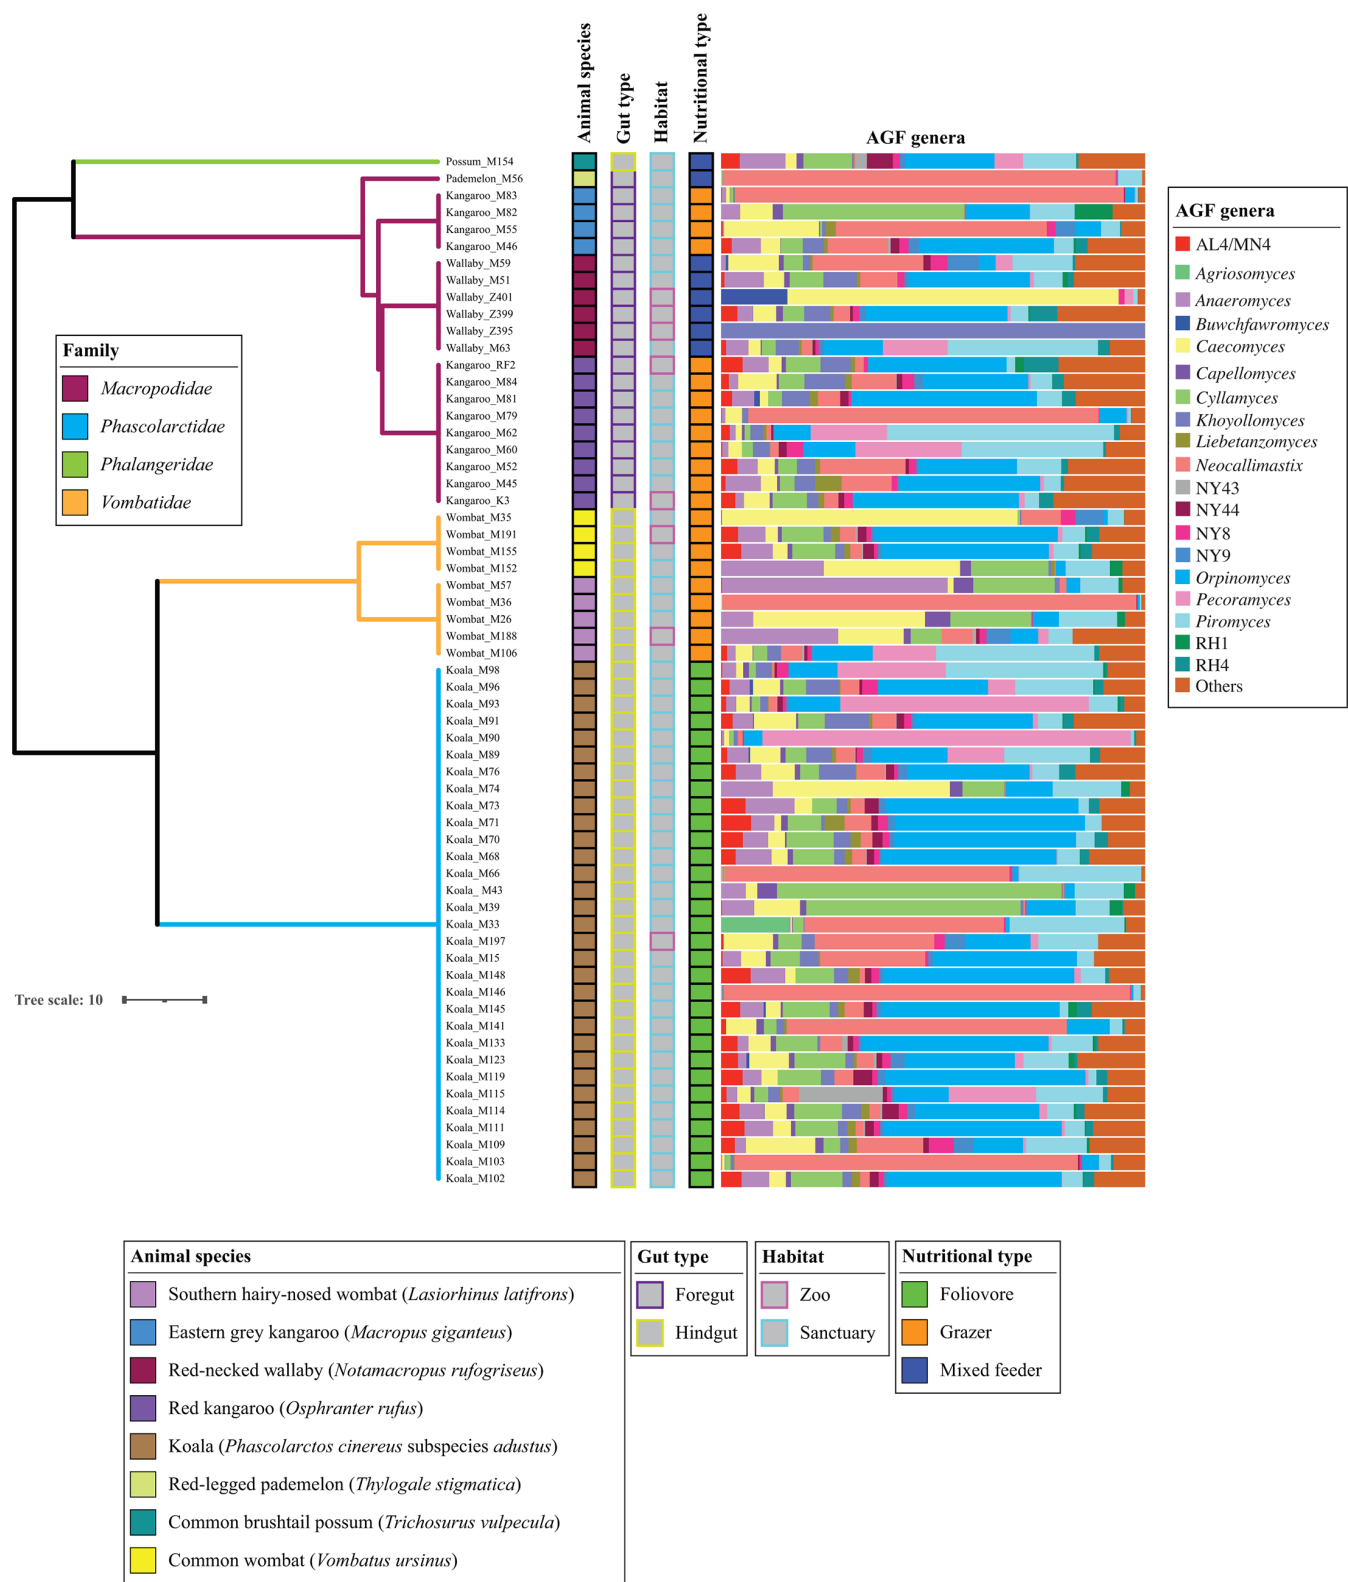 Animal species
Gut type
Habitat
Nutritional type
AGF genera
Possum_M154
Pademelon_M56
Kangaroo_M83
Kangaroo_M82
Kangaroo_M55
Kangaroo_M46
Wallaby_M59
Wallaby_M51
Wallaby_Z401
Wallaby_Z399
Wallaby_Z395
Wallaby_M63
Kangaroo_RF2
Kangaroo_M84
Kangaroo_M81
Kangaroo_M79
Kangaroo_M62
Kangaroo_M60
Kangaroo_M52
Kangaroo_M45
Kangaroo_K3
Wombat_M35
Wombat_M191
Wombat_M155
Wombat_M152
Wombat_M57
Wombat_M36
Wombat_M26
Wombat_M188
Wombat_M106
Koala_M98
Koala_M96
Koala_M93
Koala_M91
Koala_M90
Koala_M89
Koala_M76
Koala_M74
Koala_M73
Koala_M71
Koala_M70
Koala_M68
Koala_M66
Koala_ M43
Koala_M39
Koala_M33
Koala_M197
Koala_M15
Koala_M148
Koala_M146
Koala_M145
Koala_M141
Koala_M133
Koala_M123
Koala_M119
Koala_M115
Koala_M114
Koala_M111
Koala_M109
Koala_M103
Koala_M102
Family
Macropodidae
Phascolarctidae
Phalangeridae
Vombatidae
Tree scale: 10
AGF genera
AL4/MN4
Agriosomyces
Anaeromyces
Buwchfawromyces
Caecomyces
Capellomyces
Cyllamyces
Khoyollomyces
Liebetanzomyces
Neocallimastix
NY43
NY44
NY8
NY9
Orpinomyces
Pecoramyces
Piromyces
RH1
RH4
Others
Animal species
Southern hairy-nosed wombat (Lasiorhinus latifrons)
Eastern grey kangaroo (Macropus giganteus)
Red-necked wallaby (Notamacropus rufogriseus)
Red kangaroo (Osphranter rufus)
Koala (Phascolarctos cinereus subspecies adustus)
Red-legged pademelon (Thylogale stigmatica)
Common brushtail possum (Trichosurus vulpecula)
Common wombat (Vombatus ursinus)
Gut type
Foregut
Hindgut
Habitat
Zoo
Sanctuary
Nutritional type
Foliovore
Grazer
Mixed feeder